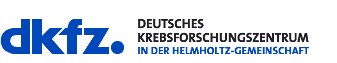 dkfz.
DEUTSCHES
KREBSFORSCHUNGSZENTRUM
IN DER HELMHOLTZ-GEMEINSCHAFT